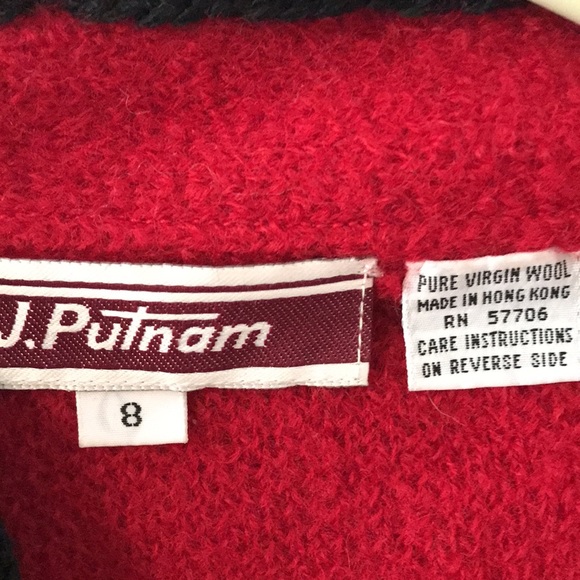 J.Putnam
8
PURE VIRGIN WOOL
MADE IN HONG KONG
RN 57706
CARE INSTRUCTIONS
ON REVERSE SIDE